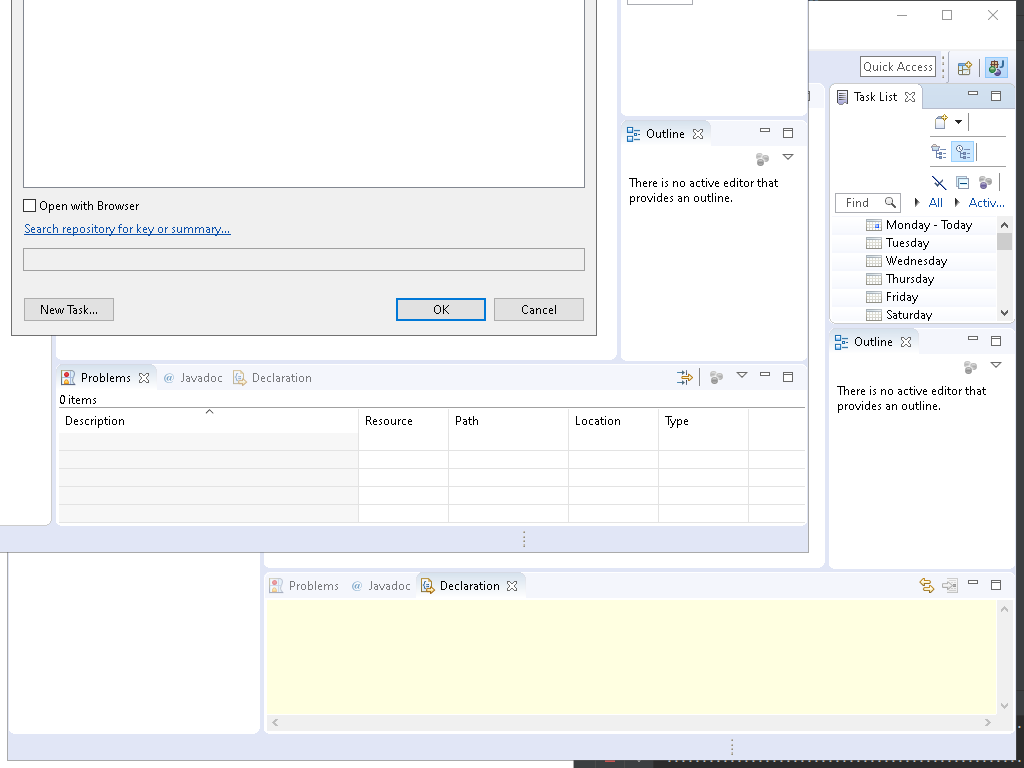 Open with Browser
Search repository for key or summary...
New Task...
OK
Cancel
Outline
There is no active editor that
provides an outline.
Problems
Javadoc
Declaration
0 items
Description
Resource
Path
Location
Type
Quick Access
Task List
Find
All
Activ...
Monday - Today
Tuesday
Wednesday
Thursday
Friday
Saturday
Outline
There is no active editor that
provides an outline.
Problems
@ Javadoc
Declaration